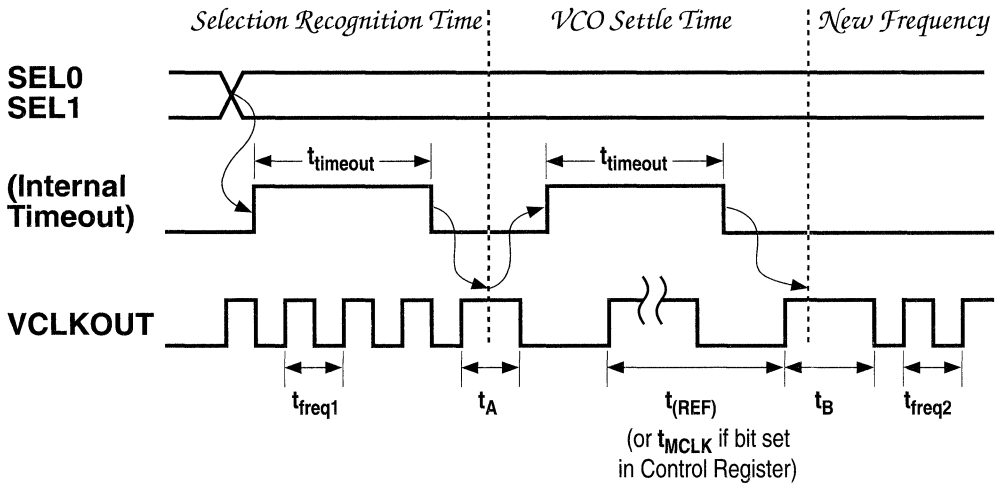 Selection Recognition Time VCO Settle Time New Frequency
SEL0
SEL1
ttimeout ttimeout
(Internal
Timeout)
VCLKOUT
tfreq1 tA t(REF) tB tfreq2
(or tMCLK if bit set
in Control Register)